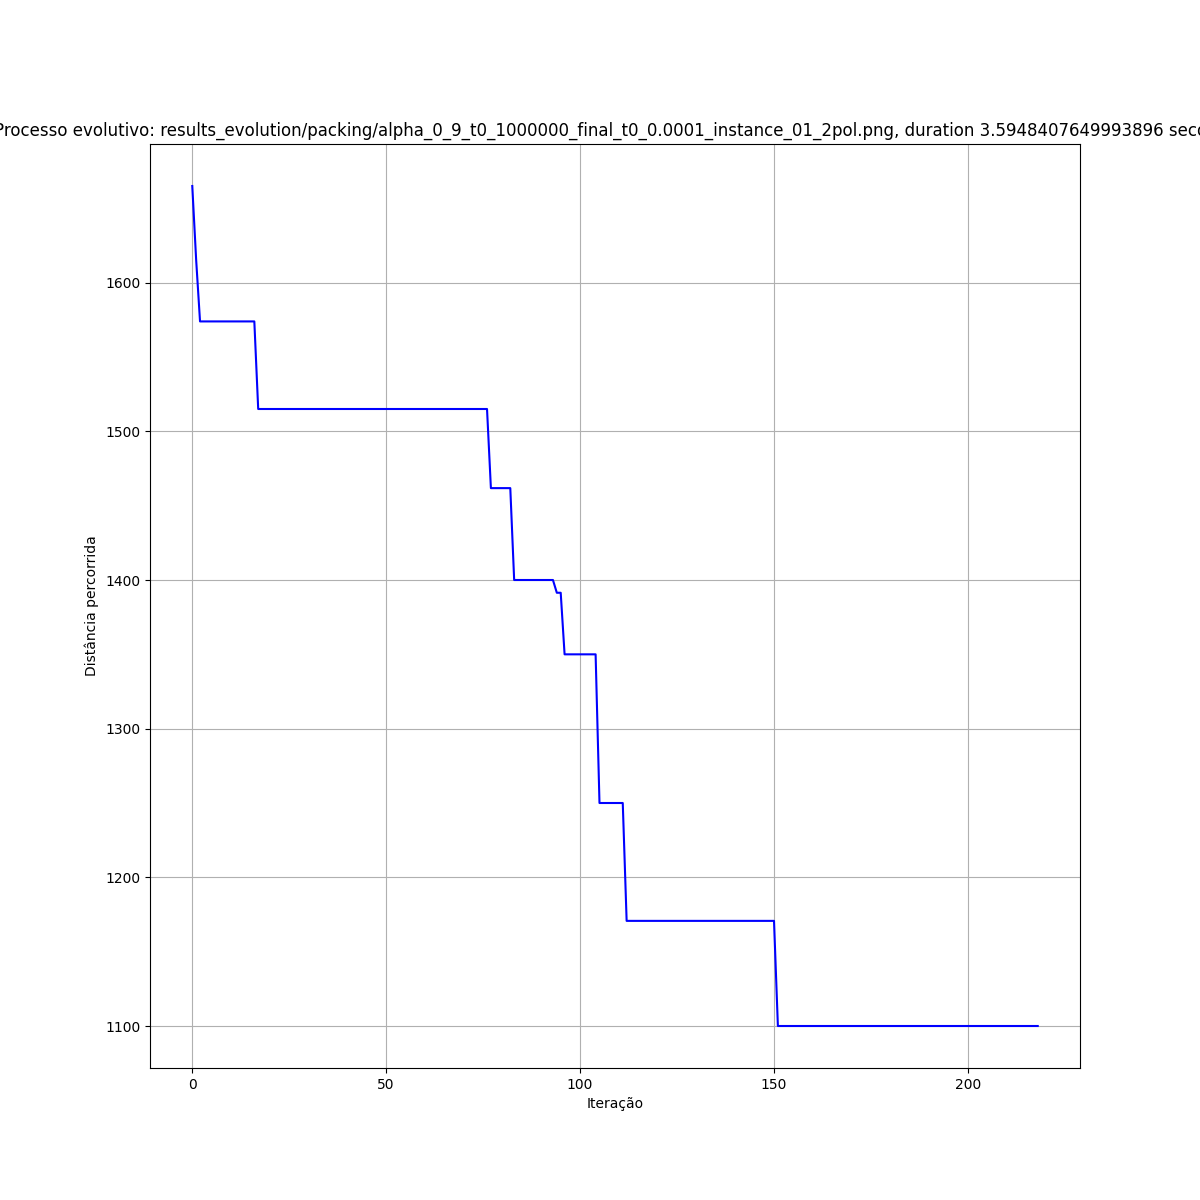 Processo evolutivo: results_evolution/packing/alpha_0_9_t0_1000000_final_t0_0.0001_instance_01_2pol.png, duration 3.5948407649993896 seco
1600
1500
1400
1300
1200
1100
Distância percorrida
0 50 100 150 200
Iteração